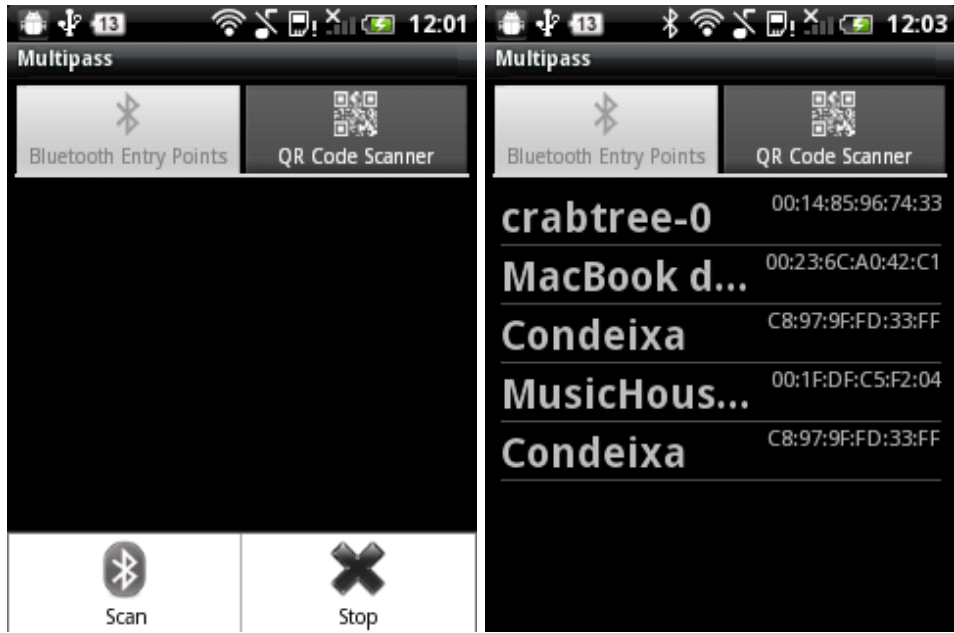 13 12:01
Multipass
Bluetooth Entry Points QR Code Scanner
Scan Stop
13 12:03
Multipass
Bluetooth Entry Points QR Code Scanner
crabtree-0 00:14:85:96:74:33
MacBook d... 00:23:6C:A0:42:C1
Condeixa C8:97:9F:FD:33:FF
MusicHous... 00:1F:DF:C5:F2:04
Condeixa C8:97:9F:FD:33:FF